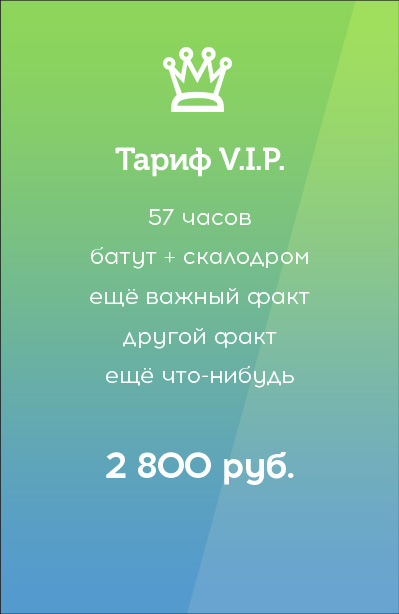 Тариф V.I.P.
57 часов
батут + скалодром
ещё важный факт
другой факт
ещё что-нибудь
2 800 руб.